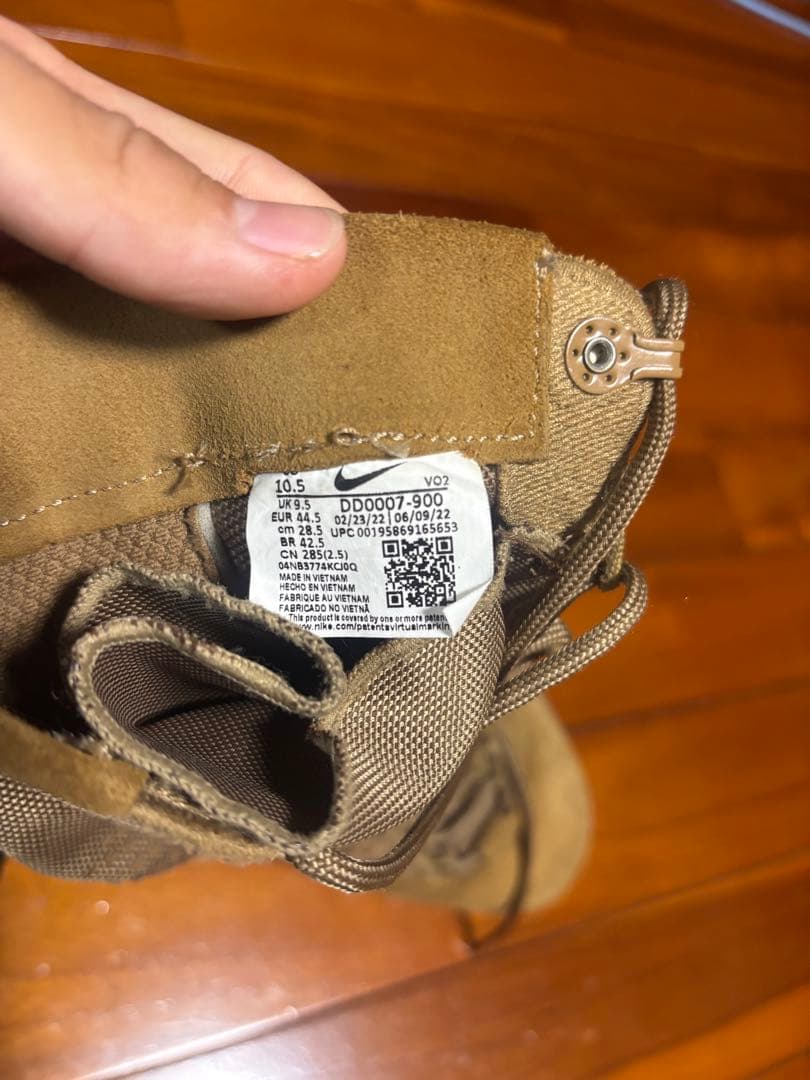 10.5
VO2
UK 9.5 DD0007-900
EUR 44.5 02/23/22 | 06/09/22
cm 28.5 UPC 00195869165653
BR 42.5
CN 285(2.5)
04NB3774KCJ0Q
MADE IN VIETNAM
HECHO EN VIETNAM
FABRIQUE AU VIETNAM
FABRICADO NO VIETNÃ
This product is covered by one or more
www.nike.com/patentsvirtualmarkin